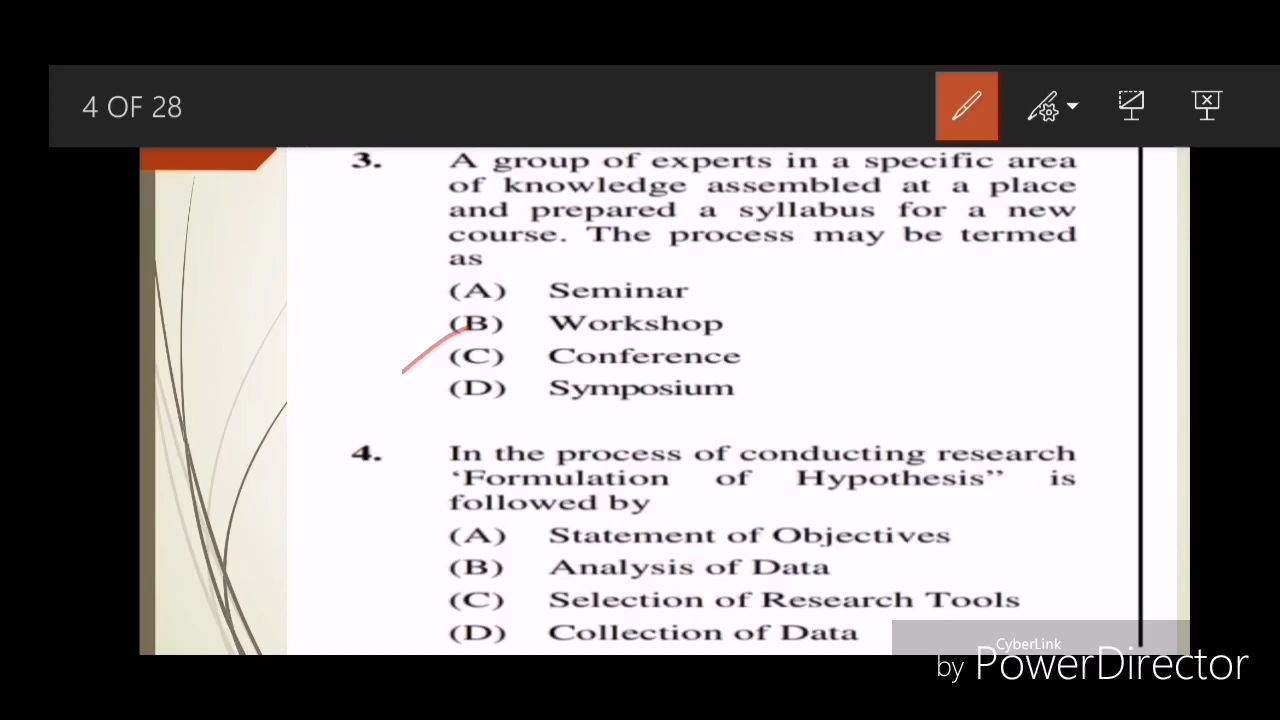 4 OF 28
3. A group of experts in a specific area
of knowledge assembled at a place
and prepared a syllabus for a new
course. The process may be termed
as
(A) Seminar
(B) Workshop
(C) Conference
(D) Symposium
4. In the process of conducting research
‘Formulation of Hypothesis’’ is
followed by
(A) Statement of Objectives
(B) Analysis of Data
(C) Selection of Research Tools
(D) Collection of Data
CyberLink
by PowerDirector